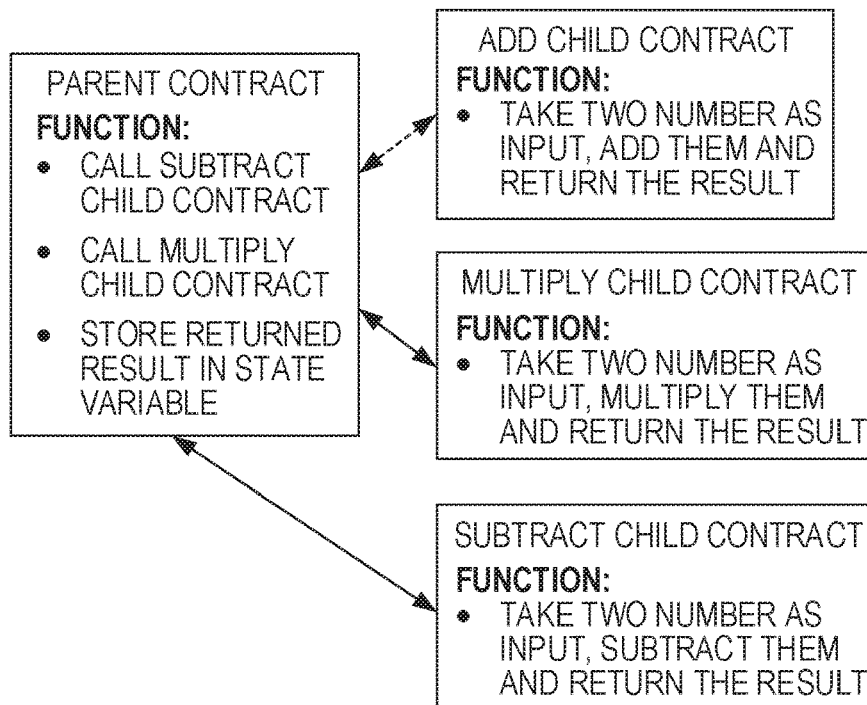 PARENT CONTRACT
FUNCTION:
• CALL SUBTRACT
CHILD CONTRACT
• CALL MULTIPLY
CHILD CONTRACT
• STORE RETURNED
RESULT IN STATE
VARIABLE
ADD CHILD CONTRACT
FUNCTION:
• TAKE TWO NUMBER AS
INPUT, ADD THEM AND
RETURN THE RESULT
MULTIPLY CHILD CONTRACT
FUNCTION:
• TAKE TWO NUMBER AS
INPUT, MULTIPLY THEM
AND RETURN THE RESULT
SUBTRACT CHILD CONTRACT
FUNCTION:
• TAKE TWO NUMBER AS
INPUT, SUBTRACT THEM
AND RETURN THE RESULT